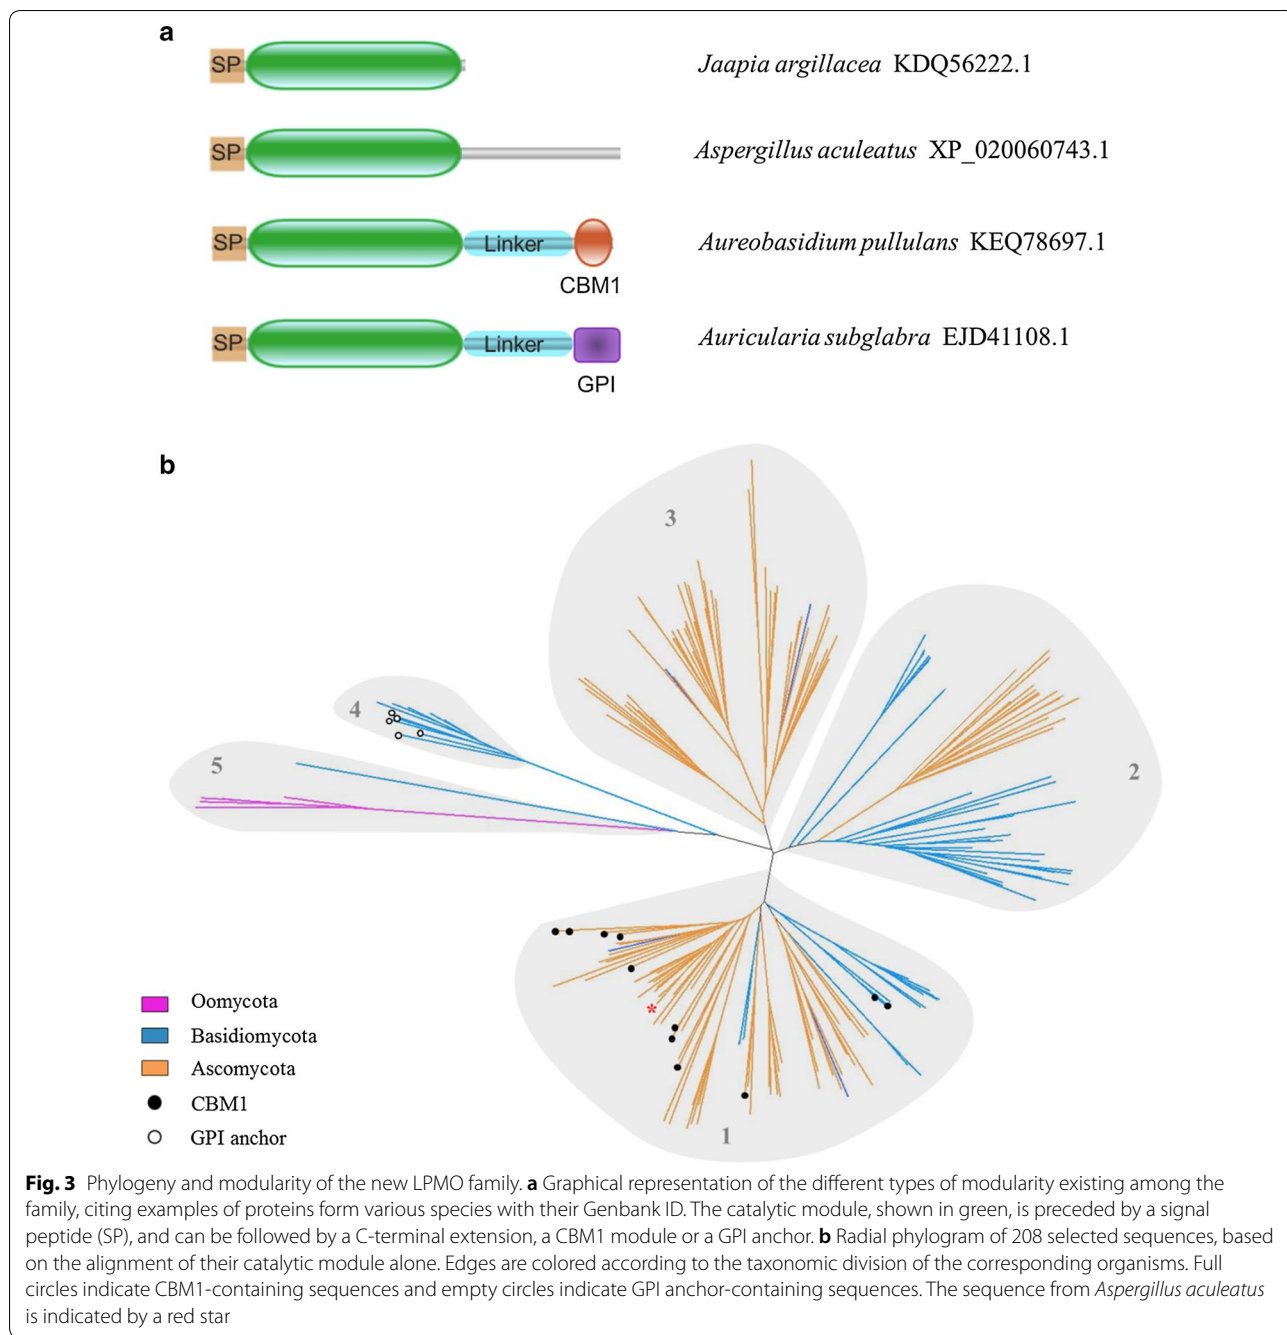 a
SP
Jaapia argillacea KDQ56222.1
SP
Aspergillus aculeatus XP_020060743.1
SP Linker
Aureobasidium pullulans KEQ78697.1
CBM1
SP Linker
Auricularia subglabra EJD41108.1
GPI
b
3
4
5
2
*
1
Oomycota
Basidiomycota
Ascomycota
CBM1
GPI anchor
Fig. 3 Phylogeny and modularity of the new LPMO family. a Graphical representation of the different types of modularity existing among the
family, citing examples of proteins form various species with their Genbank ID. The catalytic module, shown in green, is preceded by a signal
peptide (SP), and can be followed by a C-terminal extension, a CBM1 module or a GPI anchor. b Radial phylogram of 208 selected sequences, based
on the alignment of their catalytic module alone. Edges are colored according to the taxonomic division of the corresponding organisms. Full
circles indicate CBM1-containing sequences and empty circles indicate GPI anchor-containing sequences. The sequence from Aspergillus aculeatus
is indicated by a red star